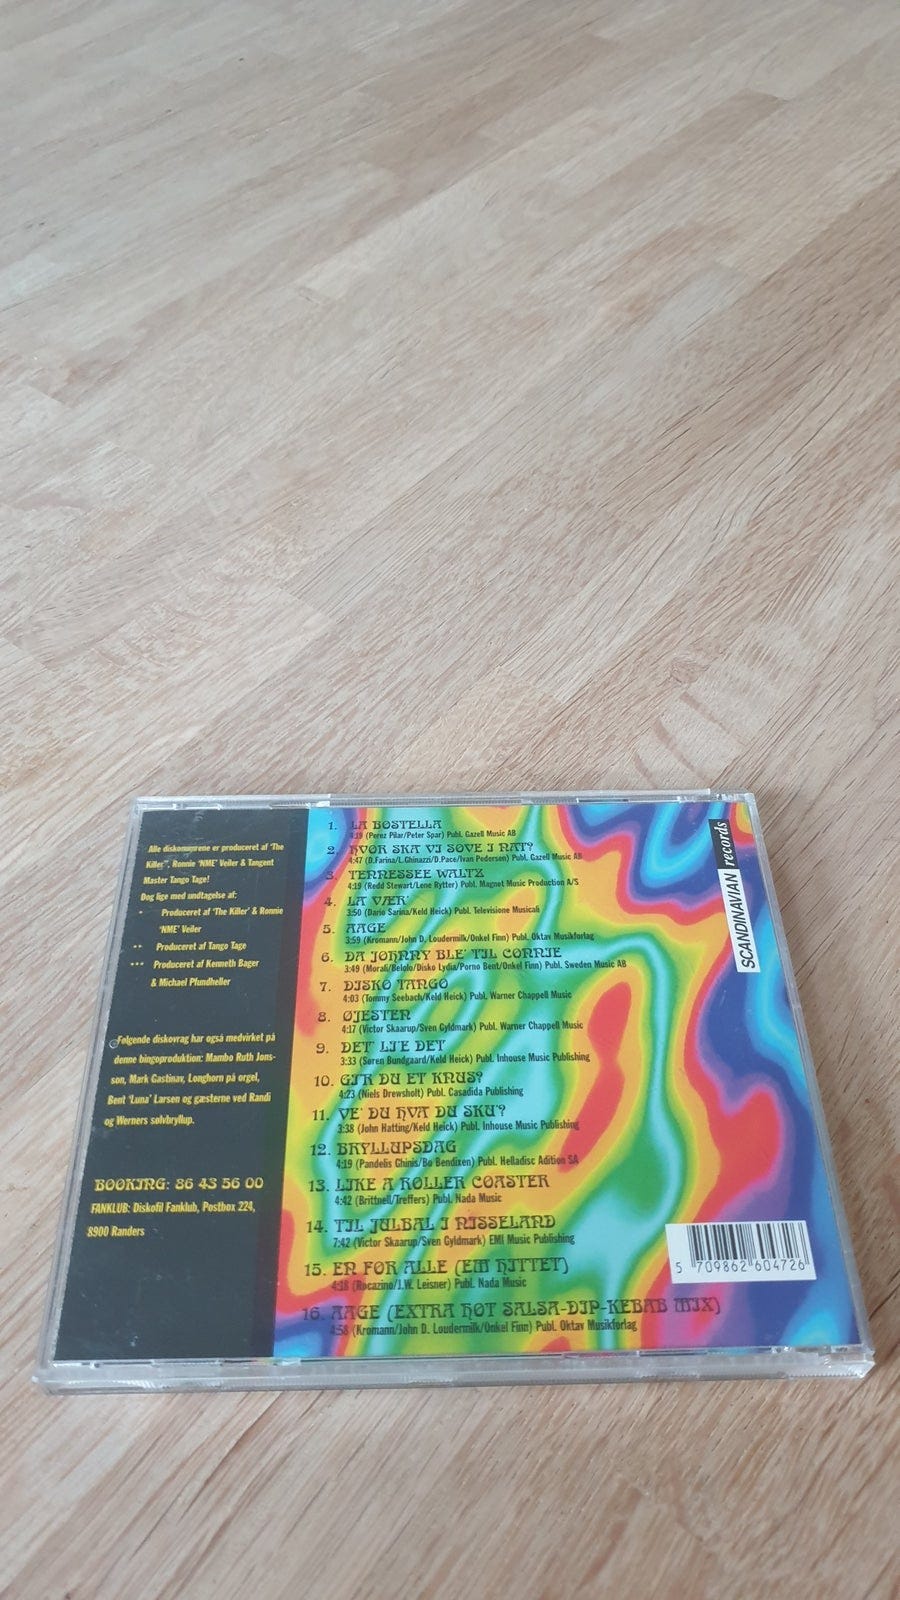 Alle diskonumrene er produceret af 'The
Killer'', Ronnie 'NME' Veiler & Tangent
Master Tango Tage!
Dog lige med undtagelse af:
* Produceret af 'The Killer' & Ronnie
'NME' Veiler
** Produceret af Tango Tage
*** Produceret af Kenneth Bager
& Michael Pfundheller
Følgende diskovrag har også medvirket på
denne bingoproduktion: Mambo Ruth Jons-
son, Mark Gastinav, Longhorn på orgel,
Bent 'Luna' Larsen og gæsterne ved Randi
og Werners sølvbryllup.
BOOKING: 86 43 56 00
FANKLUB: Diskofil Fanklub, Postbox 224,
8900 Randers
1. LA BOSTELLA
4:19 (Perez Pilar/Peter Spar) Publ. Gazell Music AB
2. HVOR SKA VI SOVE I NAT?
4:47 (D.Farina/L.Ghinazzi/D.Pace/Ivan Pedersen) Publ. Gazell Music AB
3. TENNESSEE WALTZ
4:19 (Redd Stewart/Lene Rytter) Publ. Magnet Music Production A/S
4. LA VÆR'
3:50 (Dario Sarina/Keld Heick) Publ. Televisione Musicali
5. AAGE
3:59 (Kromann/John D. Loudermilk/Onkel Finn) Publ. Oktav Musikforlag
6. DA JOHNNY BLE' TIL CONNIE
3:49 (Morali/Belolo/Disko Lydia/Porno Bent/Onkel Finn) Publ. Sweden Music AB
7. DISKO TANGO
4:03 (Tommy Seebach/Keld Heick) Publ. Warner Chappell Music
8. ØJESTEN
4:17 (Victor Skaarup/Sven Gyldmark) Publ. Warner Chappell Music
9. DET' LI'E DET
3:33 (Søren Bundgaard/Keld Heick) Publ. Inhouse Music Publishing
10. GI'R DU ET KNUS?
4:23 (Niels Drewsholt) Publ. Casadida Publishing
11. VE' DU HVA DU SKU'?
3:38 (John Hatting/Keld Heick) Publ. Inhouse Music Publishing
12. BRYLLUPSDAG
4:19 (Pandelis Ghinis/Bo Bendixen) Publ. Helladisc Adition SA
13. LIKE A ROLLER COASTER
4:42 (Brittnell/Treffers) Publ. Nada Music
14. TIL JULBAL I NISSELAND
7:42 (Victor Skaarup/Sven Gyldmark) EMI Music Publishing
15. EN FOR ALLE (EM HITTET)
4:18 (Rocazino/J.W. Leisner) Publ. Nada Music
16. AAGE (EXTRA HOT SALSA-DIP-KEBAB MIX)
4:58 (Kromann/John D. Loudermilk/Onkel Finn) Publ. Oktav Musikforlag
SCANDINAVIAN records
5 709862 604726